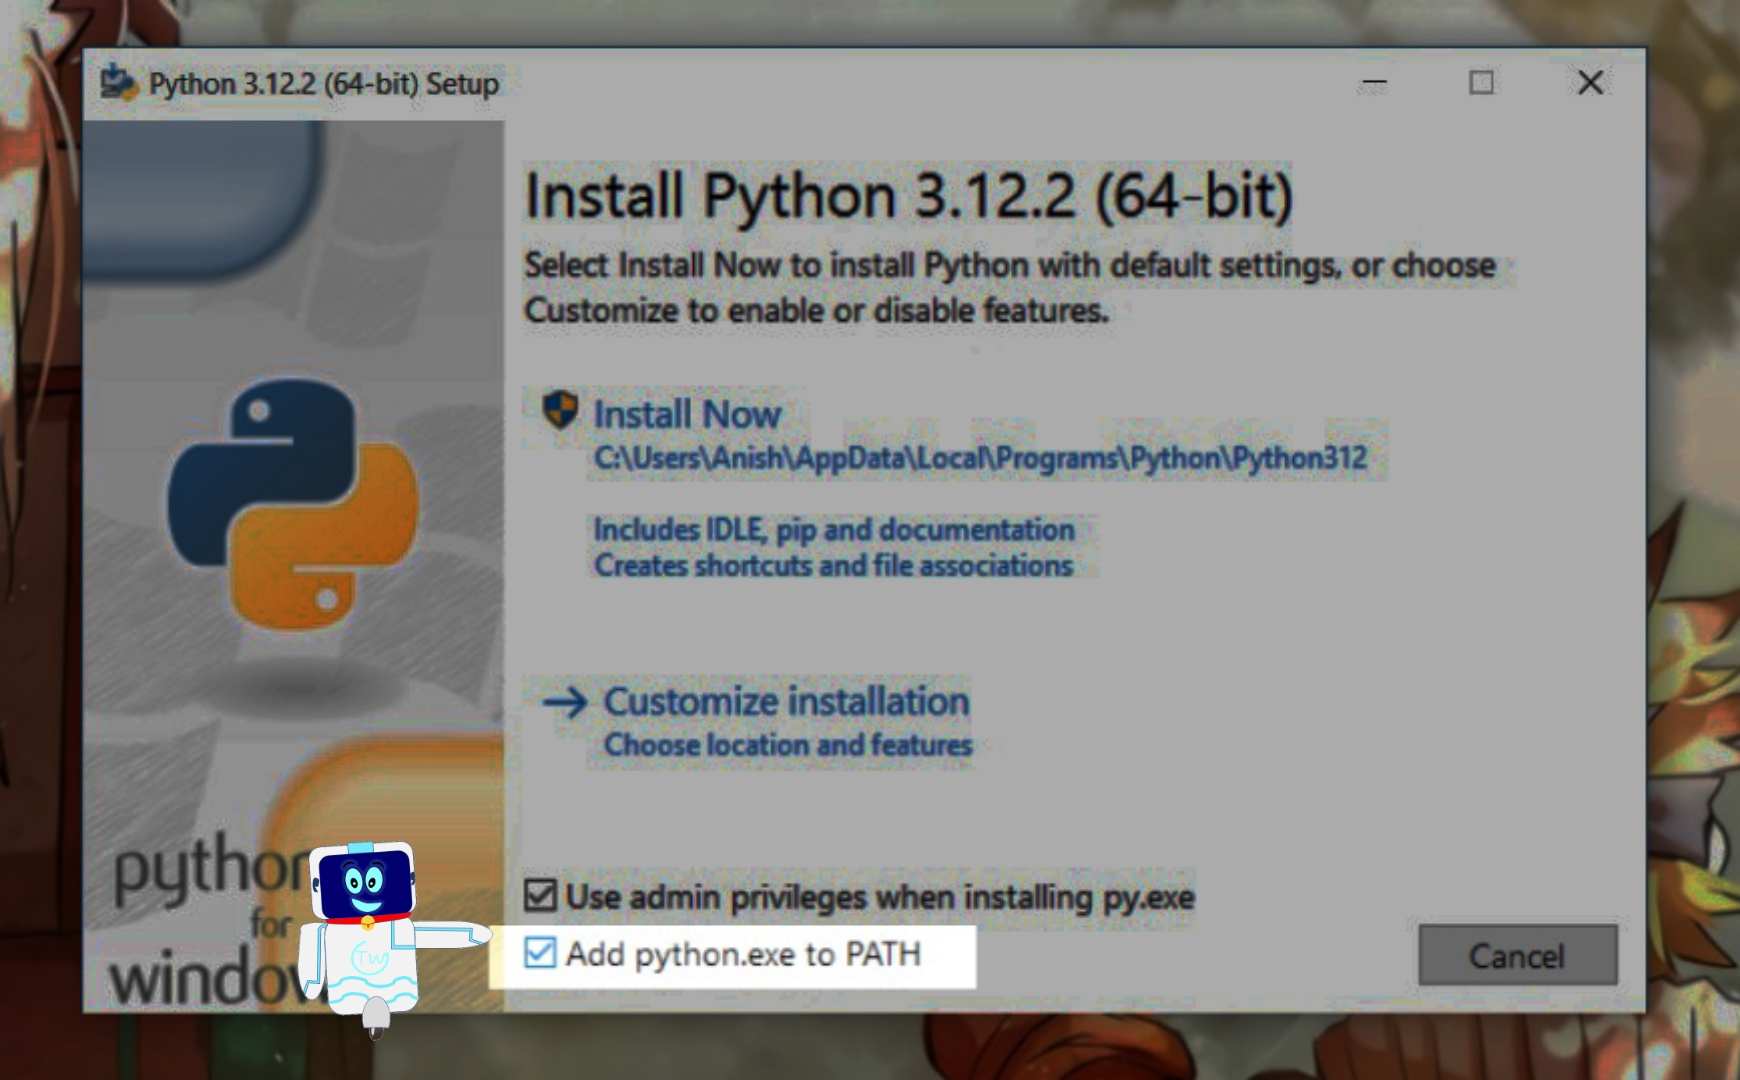 Python 3.12.2 (64-bit) Setup
Install Python 3.12.2 (64-bit)
Select Install Now to install Python with default settings, or choose
Customize to enable or disable features.
Install Now
C:\Users\Anish\AppData\Local\Programs\Python\Python312
Includes IDLE, pip and documentation
Creates shortcuts and file associations
Customize installation
Choose location and features
python
for
windows
Use admin privileges when installing py.exe
Add python.exe to PATH
Cancel
TW